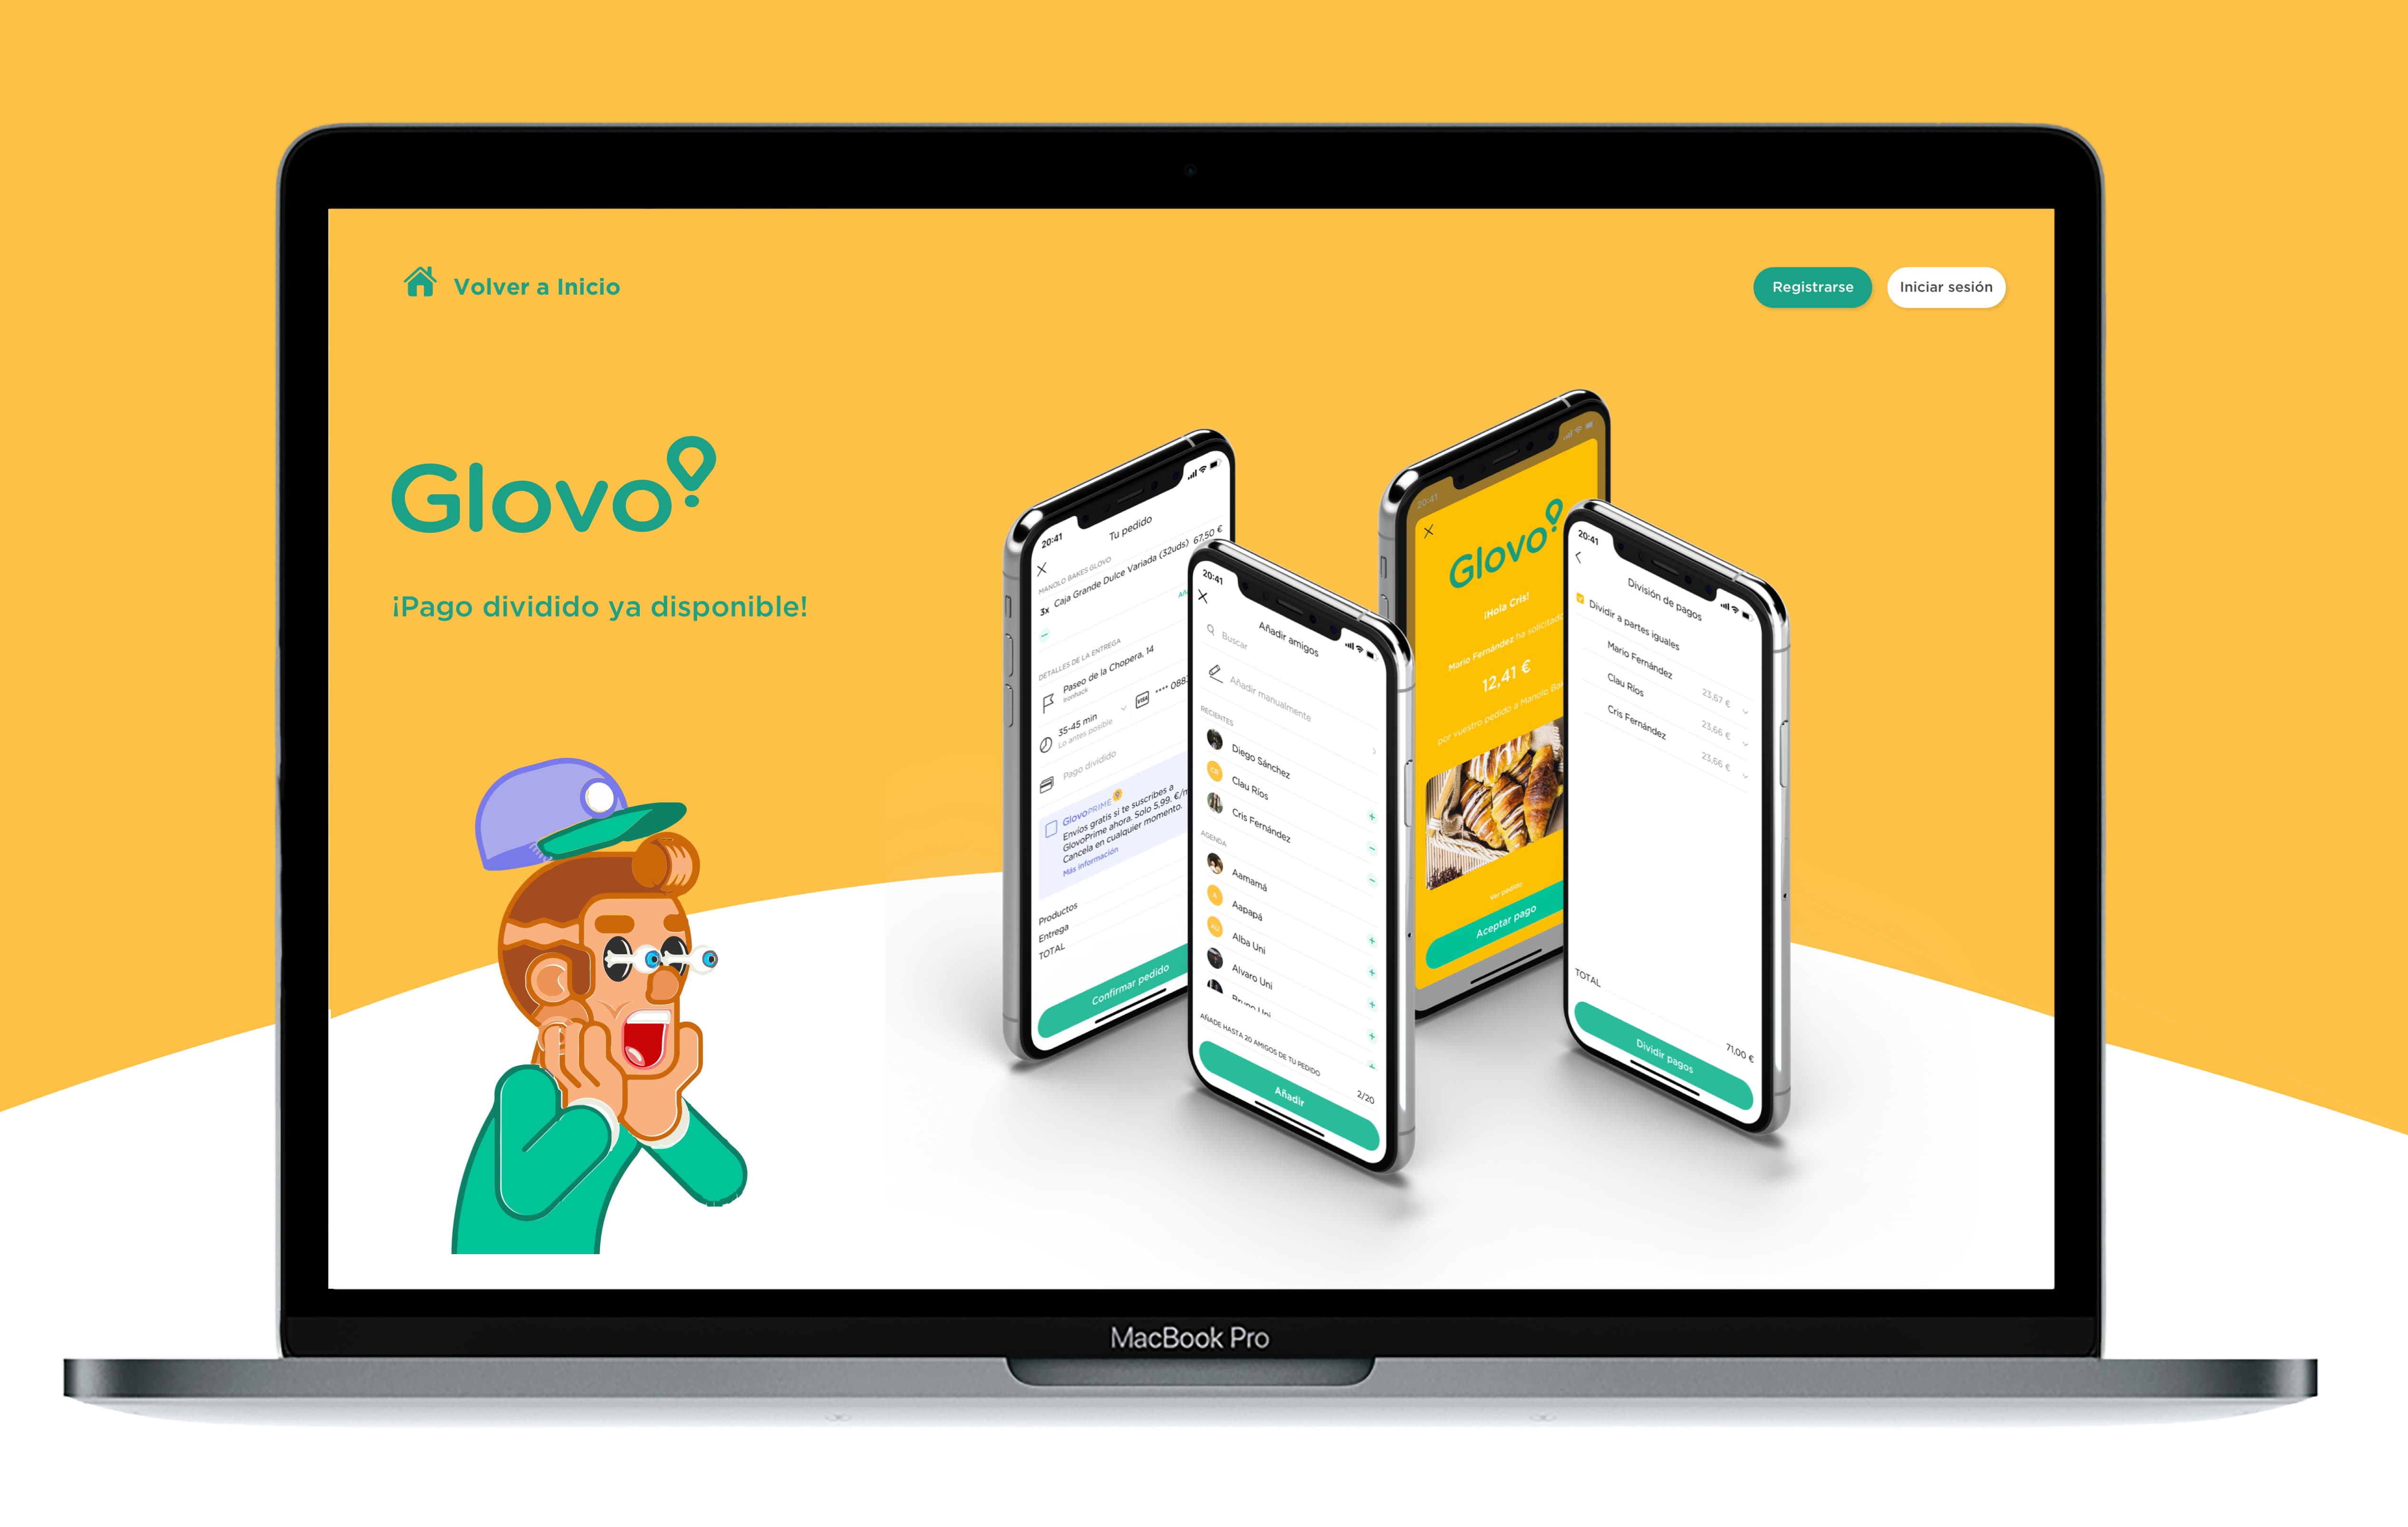 Volver a Inicio
Registrarse
Iniciar sesión
Glovo
¡Pago dividido ya disponible!
20:41
Tu pedido
MANOLO BAKES GLOVO
3x Caja Grande Dulce Variada (32uds) 67,50 €
DETALLES DE LA ENTREGA
Paseo de la Chopera, 14
Ironhack
35-45 min
Lo antes posible
VISA
Pago dividido
GlovoPRIME
Envíos gratis si te suscribes a
GlovoPrime ahora. Solo 5,99, €/
Cancela en cualquier momento.
Más información
Productos
Entrega
TOTAL
Confirmar pedido
20:41
Añadir amigos
Buscar
Añadir manualmente
RECIENTES
Diego Sánchez
CR Clau Ríos
Cris Fernández
AGENDA
Aamamá
A Aapapá
AU Alba Uni
Alvaro Uni
AÑADE HASTA 20 AMIGOS DE TU PEDIDO
2/20
Añadir
20:41
Glovo
¡Hola Cris!
Mario Fernández ha solicitado
12,41 €
por vuestro pedido a Manolo
Ver pedido
Aceptar pago
20:41
División de pagos
Dividir a partes iguales
Mario Fernández 23,67 €
Clau Ríos 23,66 €
Cris Fernández 23,66 €
TOTAL 71,00 €
Dividir pagos
MacBook Pro